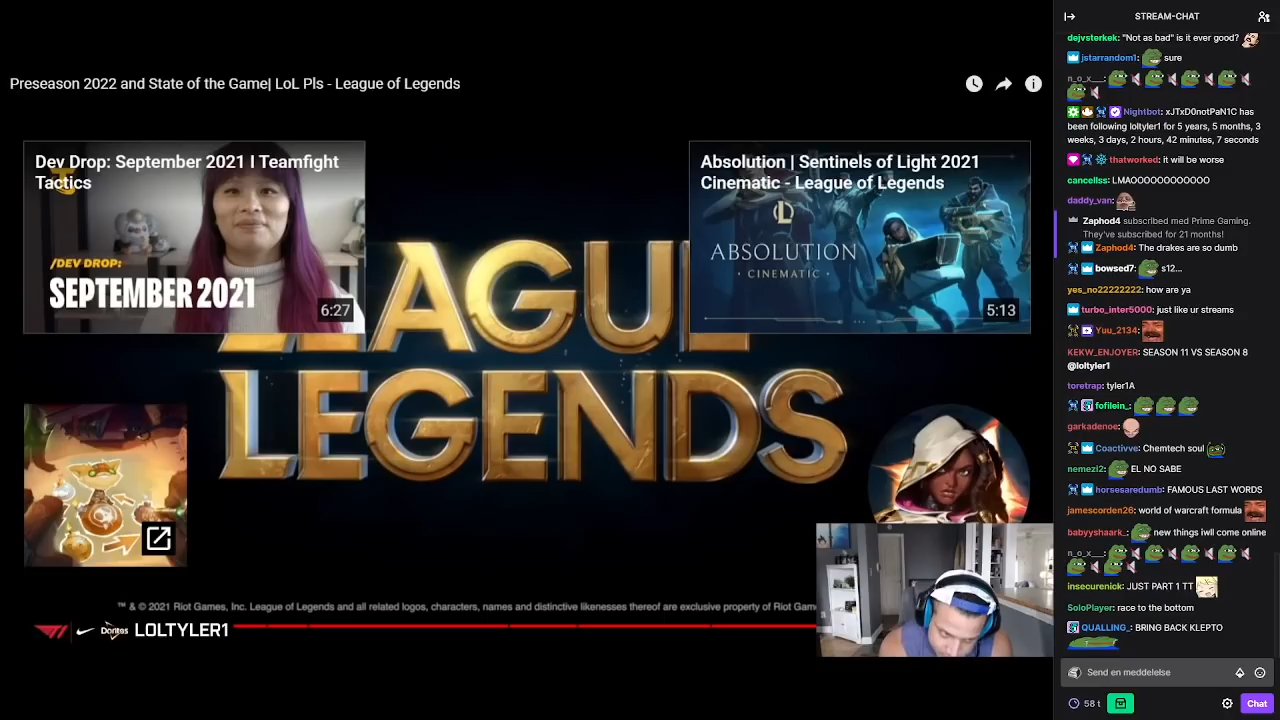 Preseason 2022 and State of the Game| LoL Pls - League of Legends
Dev Drop: September 2021 I Teamfight
Tactics
/DEV DROP:
SEPTEMBER 2021
6:27
Absolution | Sentinels of Light 2021
Cinematic - League of Legends
ABSOLUTION
• CINEMATIC •
5:13
LEGENDS
™ & © 2021 Riot Games, Inc. League of Legends and all related logos, characters, names and distinctive likenesses thereof are exclusive property of Riot Gam
Doritos LOLTYLER1
STREAM-CHAT
dejvsterkek: "Not as bad" is it ever good?
jstarrandom1: sure
n_o_x__:
Nightbot: xJTxD0notPaN1C has
been following loltyler1 for 5 years, 5 months, 3
weeks, 3 days, 2 hours, 42 minutes, 7 seconds
thatworked: it will be worse
cancellss: LMAOOOOOOOOOOO
daddy_van:
Zaphod4 subscribed med Prime Gaming.
They've subscribed for 21 months!
Zaphod4: The drakes are so dumb
bowsed7: s12...
yes_no22222222: how are ya
turbo_inter5000: just like ur streams
Yuu_2134:
KEKW_ENJOYER: SEASON 11 VS SEASON 8
@loltyler1
toretrap: tyler1A
fofilein_:
garkadenoe:
Coactivve: Chemtech soul
nemezl2: EL NO SABE
horsesaredumb: FAMOUS LAST WORDS
jamescorden26: world of warcraft formula
babyyshaark_: new things iwll come online
n_o_x__:
insecurenick: JUST PART 1 TT
SoloPlayer: race to the bottom
QUALLING_: BRING BACK KLEPTO
Send en meddelelse
58 t
Chat